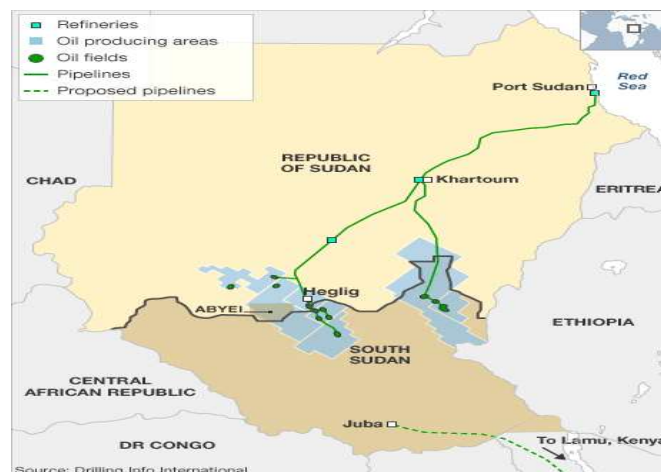 Refineries
Oil producing areas
Oil fields
Pipelines
Proposed pipelines
Port Sudan
Red
Sea
REPUBLIC
OF SUDAN
CHAD
Khartoum
ERITREA
Heglig
ABYEI
ETHIOPIA
SOUTH
SUDAN
CENTRAL
AFRICAN REPUBLIC
Juba
To Lamu, Kenya
DR CONGO
Source: Drilling Info International